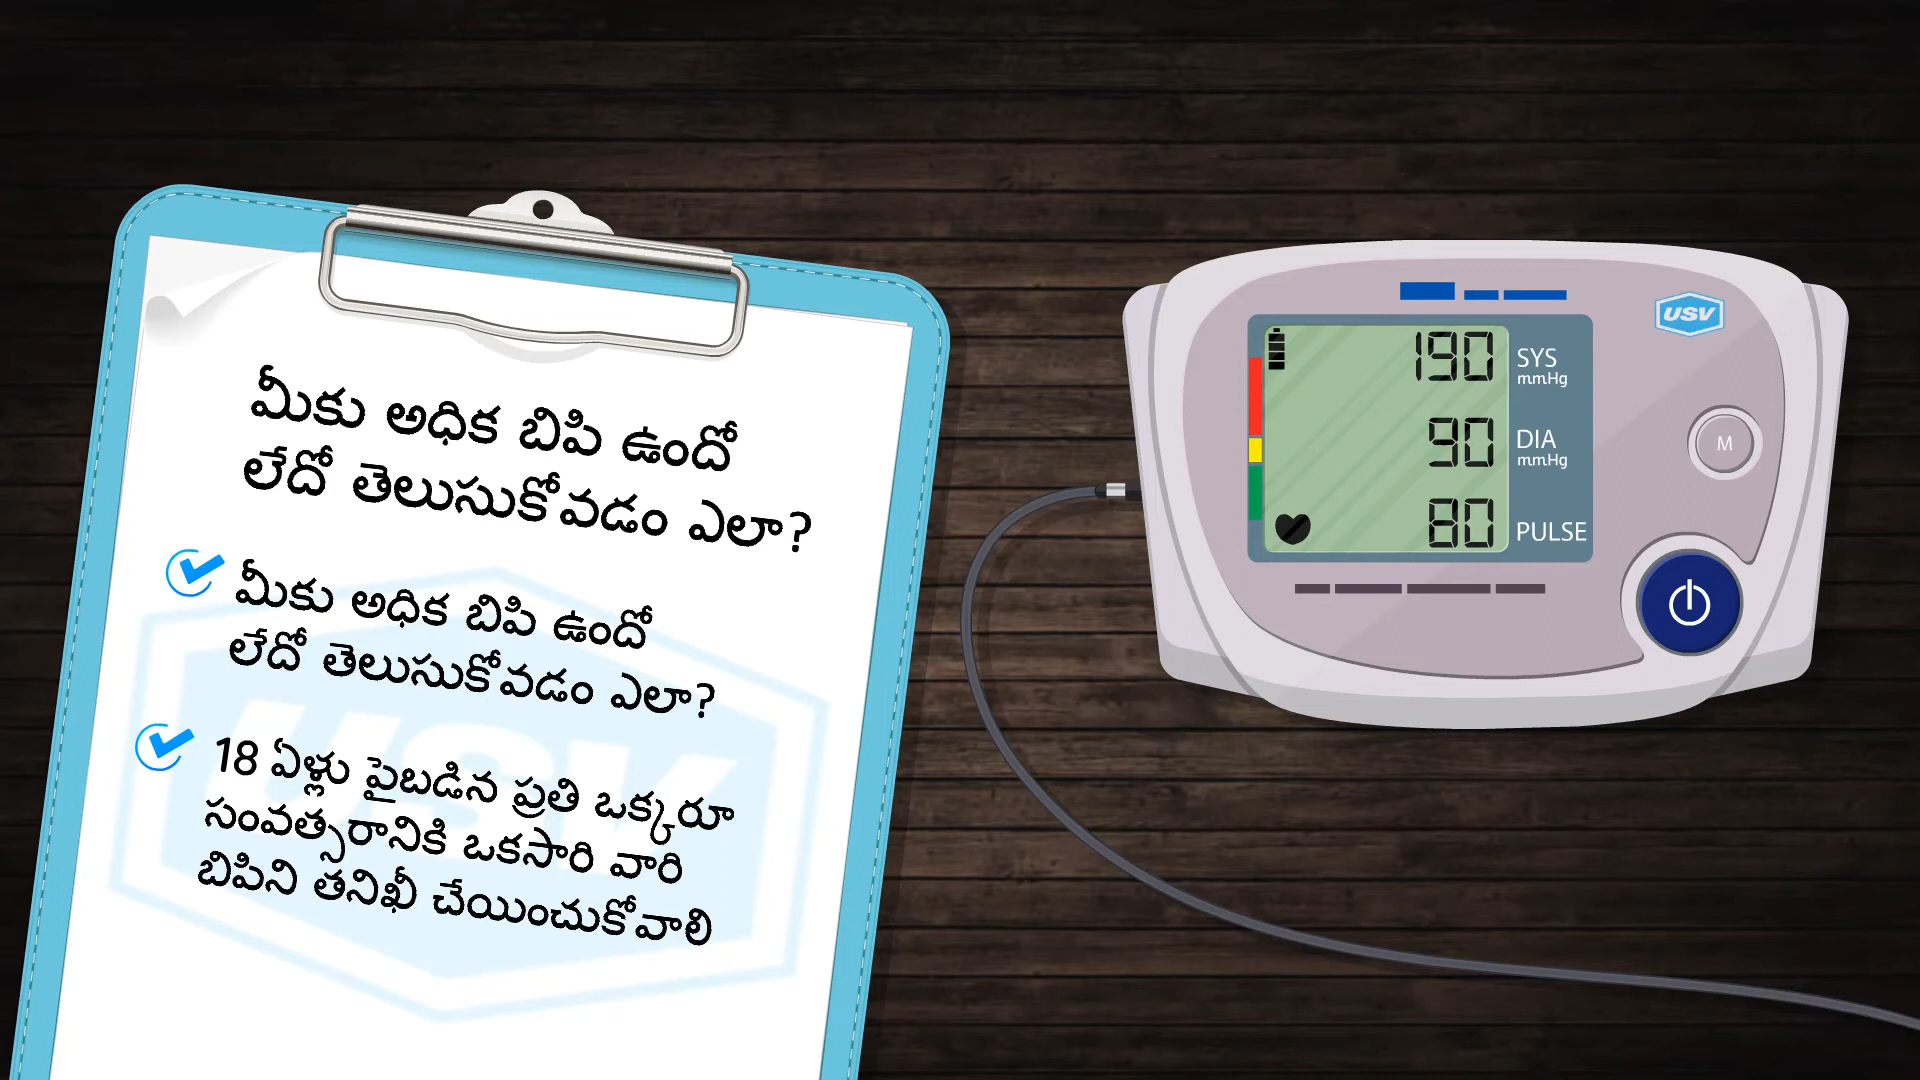 మీకు అధిక బిపి ఉందో
లేదో తెలుసుకోవడం ఎలా?
మీకు అధిక బిపి ఉందో
లేదో తెలుసుకోవడం ఎలా?
18 ఏళ్లు పైబడిన ప్రతి ఒక్కరూ
సంవత్సరానికి ఒకసారి వారి
బిపిని తనిఖీ చేయించుకోవాలి
USV
USV
190 SYS
mmHg
90 DIA
mmHg
80 PULSE
M